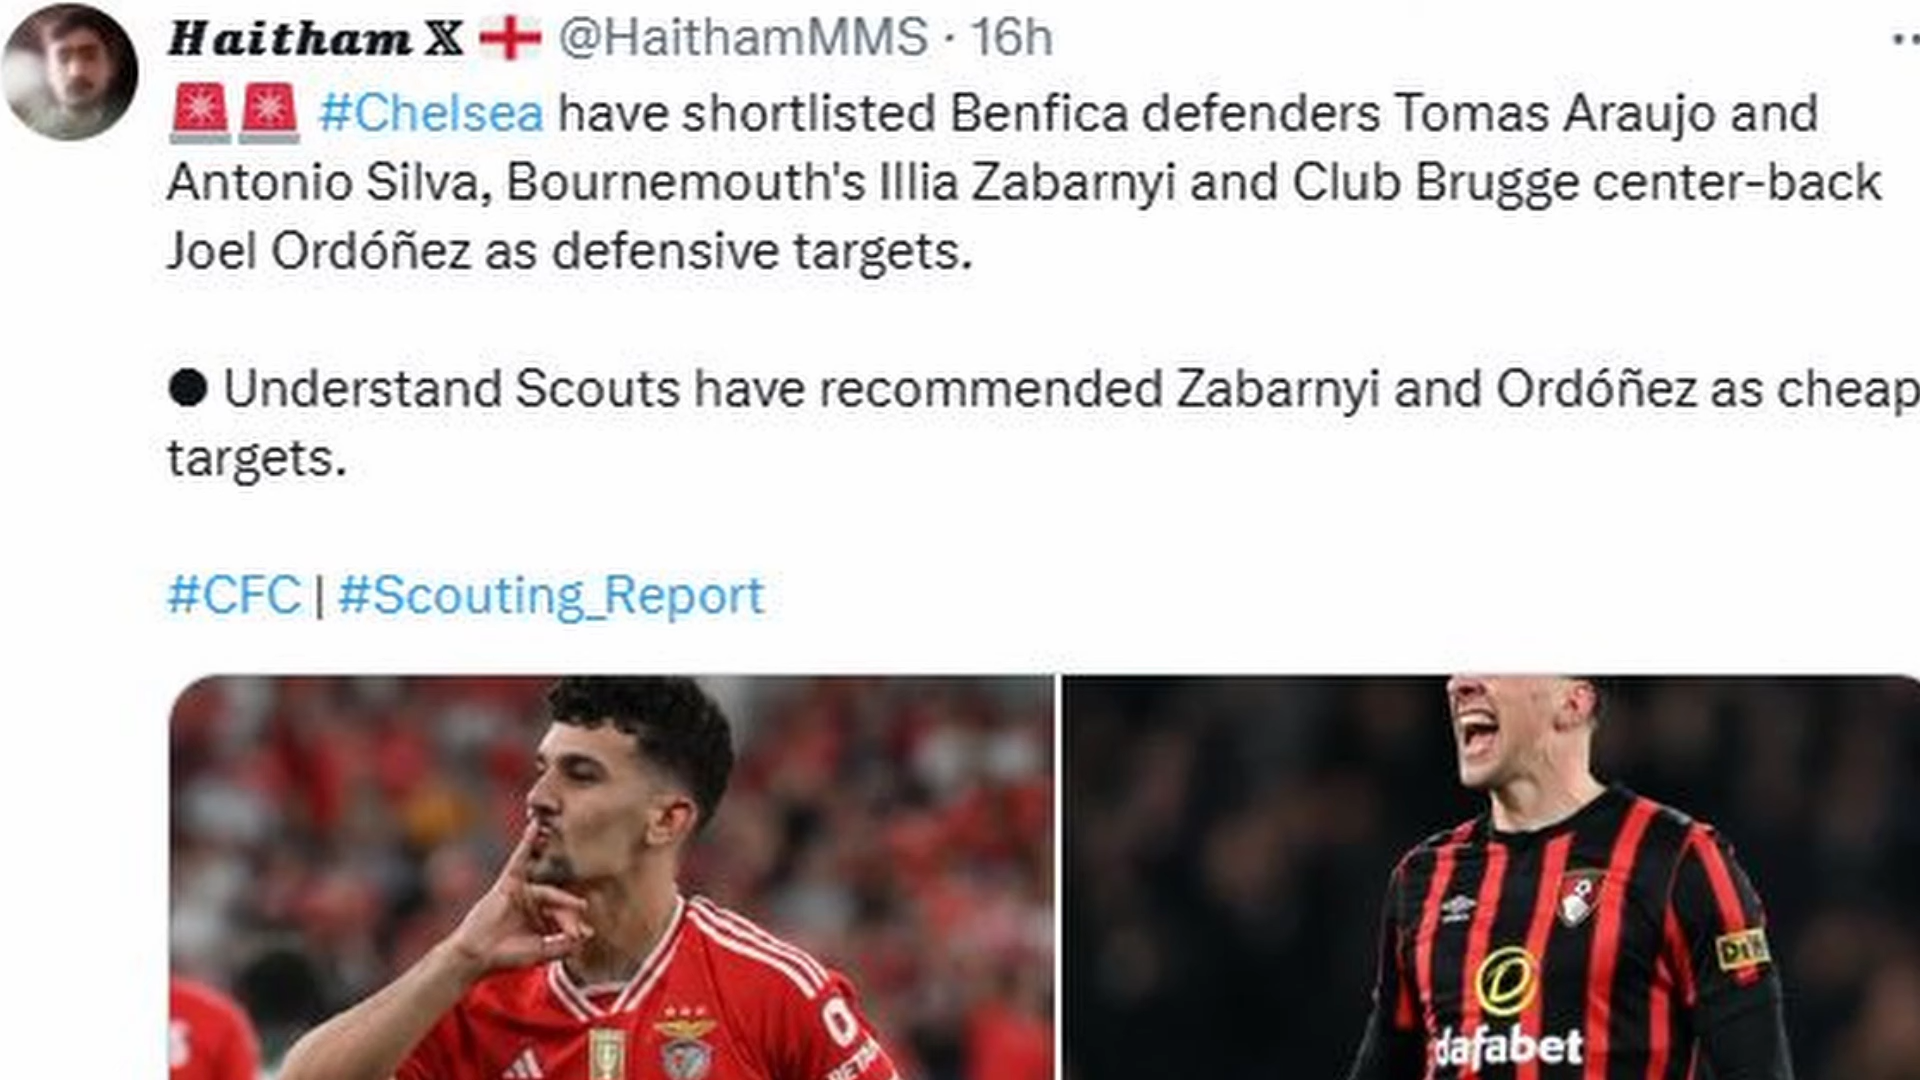 Haitham X @HaithamMMS · 16h
#Chelsea have shortlisted Benfica defenders Tomas Araujo and
Antonio Silva, Bournemouth's Illia Zabarnyi and Club Brugge center-back
Joel Ordóñez as defensive targets.
● Understand Scouts have recommended Zabarnyi and Ordóñez as cheap
targets.
#CFC | #Scouting_Report
dafabet